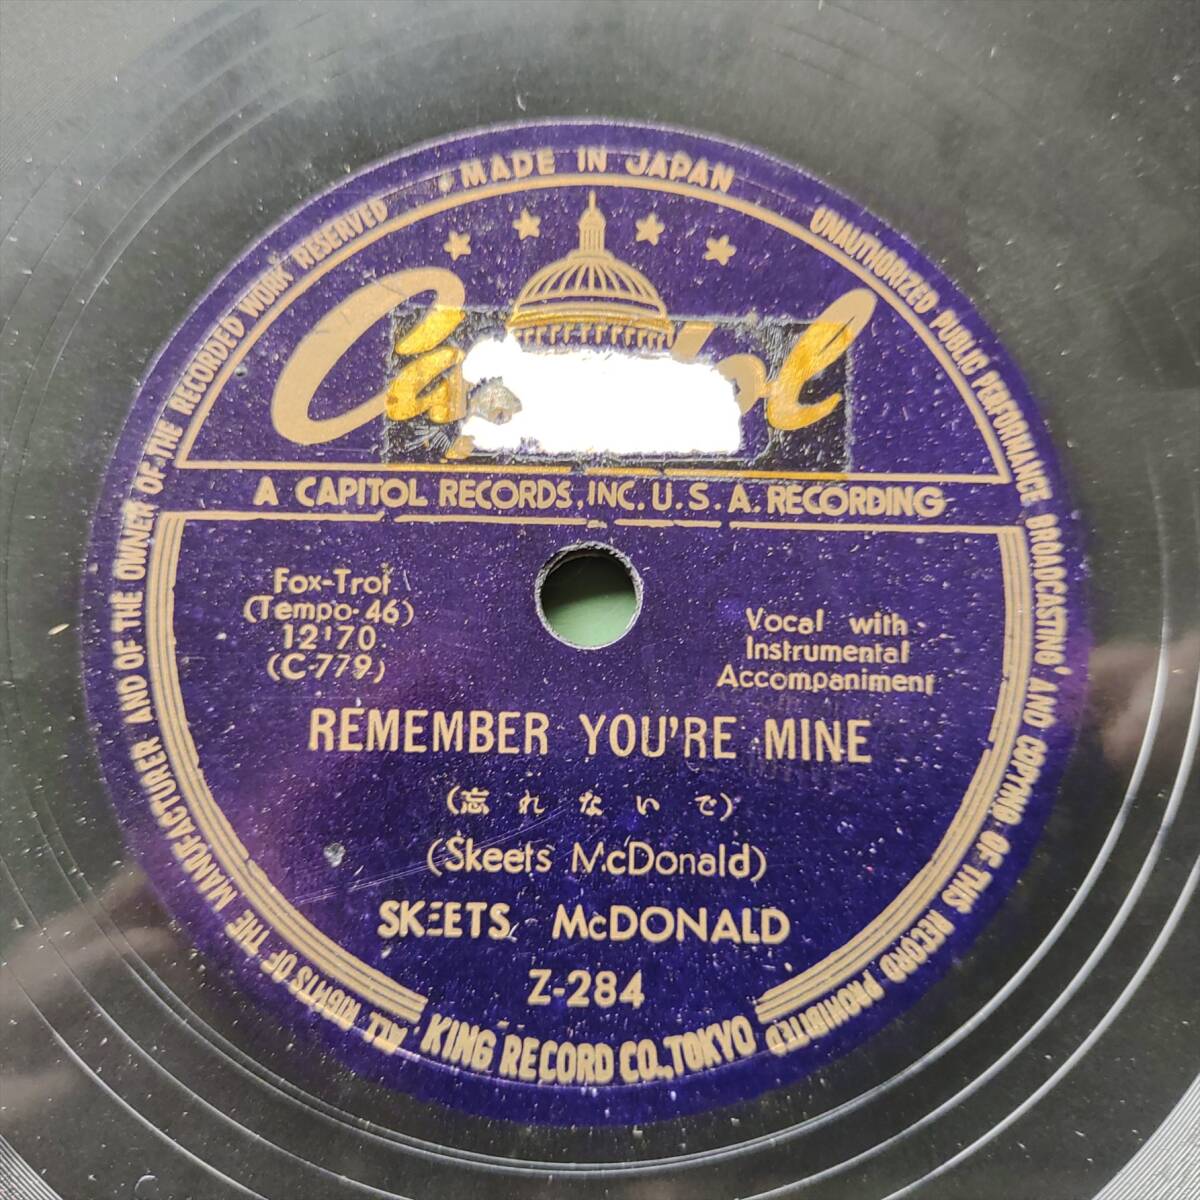 MADE IN JAPAN
Capitol
A CAPITOL RECORDS, INC. U.S.A. RECORDING
Fox-Trot
(Tempo-46)
12170
(C-779)
Vocal with
Instrumental
Accompaniment
REMEMBER YOU'RE MINE
(忘れないで)
(Skeets McDonald)
SKEETS McDONALD
Z-284
KING RECORD CO., TOKYO
ALL RIGHTS OF THE MANUFACTURER AND OF THE OWNER OF THE RECORDED WORK RESERVED
UNAUTHORIZED PUBLIC PERFORMANCE BROADCASTING AND COPYING OF THIS RECORD PROHIBITED